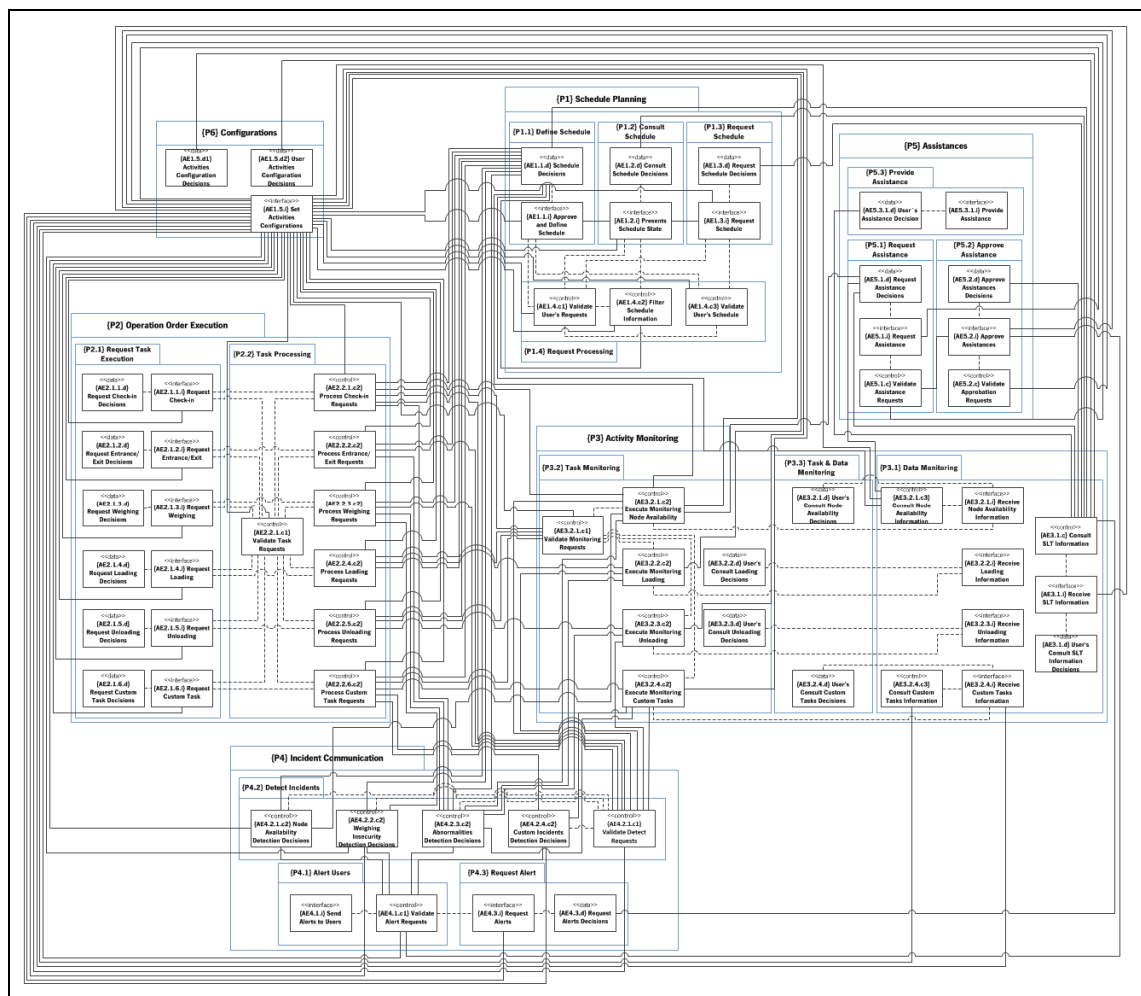 {P6} Configurations
<<data>>
{AE1.5.d1}
Activities
Configuration
Decisions
<<data>>
{AE1.5.d2} User
Activities
Configuration
Decisions
<<interface>>
{AE1.5.i} Set
Activities
Configurations
{P1} Schedule Planning
{P1.1} Define Schedule
<<data>>
{AE1.1.d} Schedule
Decisions
<<interface>>
{AE1.1.i} Approve
and Define
Schedule
{P1.2} Consult
Schedule
<<data>>
{AE1.2.d} Consult
Schedule Decisions
<<interface>>
{AE1.2.i} Presents
Schedule State
{P1.3} Request
Schedule
<<data>>
{AE1.3.d} Request
Schedule Decisions
<<interface>>
{AE1.3.i} Request
Schedule
<<control>>
{AE1.4.c1} Validate
User's Requests
<<control>>
{AE1.4.c2} Filter
Schedule
Information
<<control>>
{AE1.4.c3} Validate
User's Schedule
{P1.4} Request Processing
{P5} Assistances
{P5.3} Provide
Assistance
<<data>>
{AE5.3.1.d} User´s
Assistance Decision
<<interface>>
{AE5.3.1.i} Provide
Assistance
{P5.1} Request
Assistance
<<data>>
{AE5.1.d} Request
Assistance
Decisions
<<interface>>
{AE5.1.i} Request
Assistance
<<control>>
{AE5.1.c} Validate
Assistance
Requests
{P5.2} Approve
Assistance
<<data>>
{AE5.2.d} Approve
Assistances
Decisions
<<interface>>
{AE5.2.i} Approve
Assistances
<<control>>
{AE5.2.c} Validate
Approbation
Requests
{P2} Operation Order Execution
{P2.1} Request Task
Execution
<<data>>
{AE2.1.1.d}
Request Check-in
Decisions
<<interface>>
{AE2.1.1.i} Request
Check-in
<<data>>
{AE2.1.2.d}
Request Entrance/
Exit Decisions
<<interface>>
{AE2.1.2.i} Request
Entrance/Exit
<<data>>
{AE2.1.3.d}
Request Weighing
Decisions
<<interface>>
{AE2.1.3.i} Request
Weighing
<<data>>
{AE2.1.4.d}
Request Loading
Decisions
<<interface>>
{AE2.1.4.i} Request
Loading
<<data>>
{AE2.1.5.d}
Request Unloading
Decisions
<<interface>>
{AE2.1.5.i} Request
Unloading
<<data>>
{AE2.1.6.d}
Request Custom
Task Decisions
<<interface>>
{AE2.1.6.i} Request
Custom Task
{P2.2} Task Processing
<<control>>
{AE2.2.1.c1}
Validate Task
Requests
<<control>>
{AE2.2.1.c2}
Process Check-in
Requests
<<control>>
{AE2.2.2.c2}
Process Entrance/
Exit Requests
<<control>>
{AE2.2.3.c2}
Process Weighing
Requests
<<control>>
{AE2.2.4.c2}
Process Loading
Requests
<<control>>
{AE2.2.5.c2}
Process Unloading
Requests
<<control>>
{AE2.2.6.c2}
Process Custom
Task Requests
{P3} Activity Monitoring
{P3.2} Task Monitoring
<<control>>
{AE3.2.1.c1}
Validate Monitoring
Requests
<<control>>
{AE3.2.1.c2}
Execute Monitoring
Node Availability
<<control>>
{AE3.2.2.c2}
Execute Monitoring
Loading
<<control>>
{AE3.2.3.c2}
Execute Monitoring
Unloading
<<control>>
{AE3.2.4.c2}
Execute Monitoring
Custom Tasks
{P3.3} Task & Data
Monitoring
<<data>>
{AE3.2.1.d} User's
Consult Node
Availability
Decisions
<<data>>
{AE3.2.2.d} User's
Consult Loading
Decisions
<<data>>
{AE3.2.3.d} User's
Consult Unloading
Decisions
<<data>>
{AE3.2.4.d} User's
Consult Custom
Tasks Decisions
{P3.1} Data Monitoring
<<control>>
{AE3.2.1.c3}
Consult Node
Availability
Information
<<interface>>
{AE3.2.1.i} Receive
Node Availability
Information
<<control>>
{AE3.1.c} Consult
SLT Information
<<interface>>
{AE3.2.2.i} Receive
Loading
Information
<<interface>>
{AE3.1.i} Receive
SLT Information
<<interface>>
{AE3.2.3.i} Receive
Unloading
Information
<<data>>
{AE3.1.d} User's
Consult SLT
Information
Decisions
<<control>>
{AE3.2.4.c3}
Consult Custom
Tasks Information
<<interface>>
{AE3.2.4.i} Receive
Custom Tasks
Information
{P4} Incident Communication
{P4.2} Detect Incidents
<<control>>
{AE4.2.1.c2} Node
Availability
Detection Decisions
<<control>>
{AE4.2.2.c2}
Weighing
Insecurity
Detection Decisions
<<control>>
{AE4.2.3.c2}
Abnormalities
Detection Decisions
<<control>>
{AE4.2.4.c2}
Custom Incidents
Detection Decisions
<<control>>
{AE4.2.1.c1}
Validate Detect
Requests
{P4.1} Alert Users
<<interface>>
{AE4.1.i} Send
Alerts to Users
<<control>>
{AE4.1.c1} Validate
Alert Requests
{P4.3} Request Alert
<<interface>>
{AE4.3.i} Request
Alerts
<<data>>
{AE4.3.d} Request
Alerts Decisions